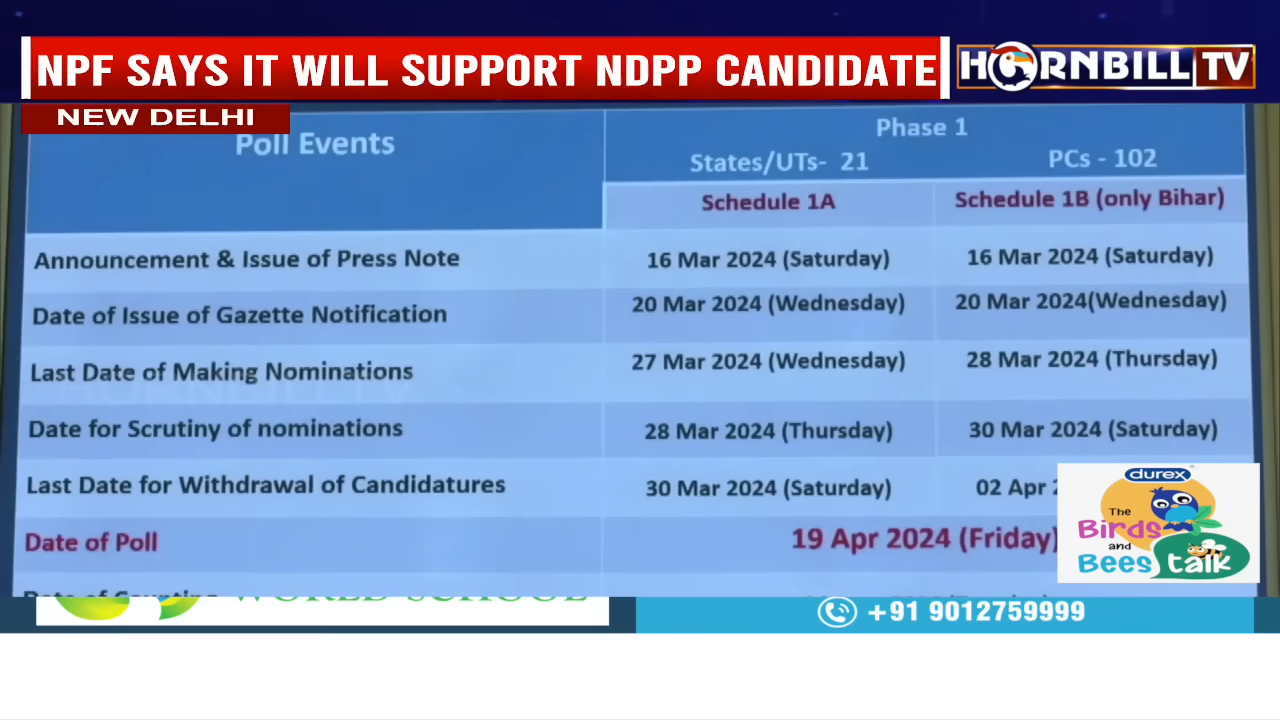 NPF SAYS IT WILL SUPPORT NDPP CANDIDATE
HORNBILL TV
NEW DELHI
Poll Events
Phase 1
States/UTs- 21
PCs - 102
Schedule 1A
Schedule 1B (only Bihar)
Announcement & Issue of Press Note
16 Mar 2024 (Saturday)
16 Mar 2024 (Saturday)
Date of Issue of Gazette Notification
20 Mar 2024 (Wednesday)
20 Mar 2024(Wednesday)
Last Date of Making Nominations
27 Mar 2024 (Wednesday)
28 Mar 2024 (Thursday)
Date for Scrutiny of nominations
28 Mar 2024 (Thursday)
30 Mar 2024 (Saturday)
Last Date for Withdrawal of Candidatures
30 Mar 2024 (Saturday)
02 Apr
Date of Poll
19 Apr 2024 (Friday)
durex
The
Birds
and
Bees talk
WORLD SCHOOL
+91 9012759999